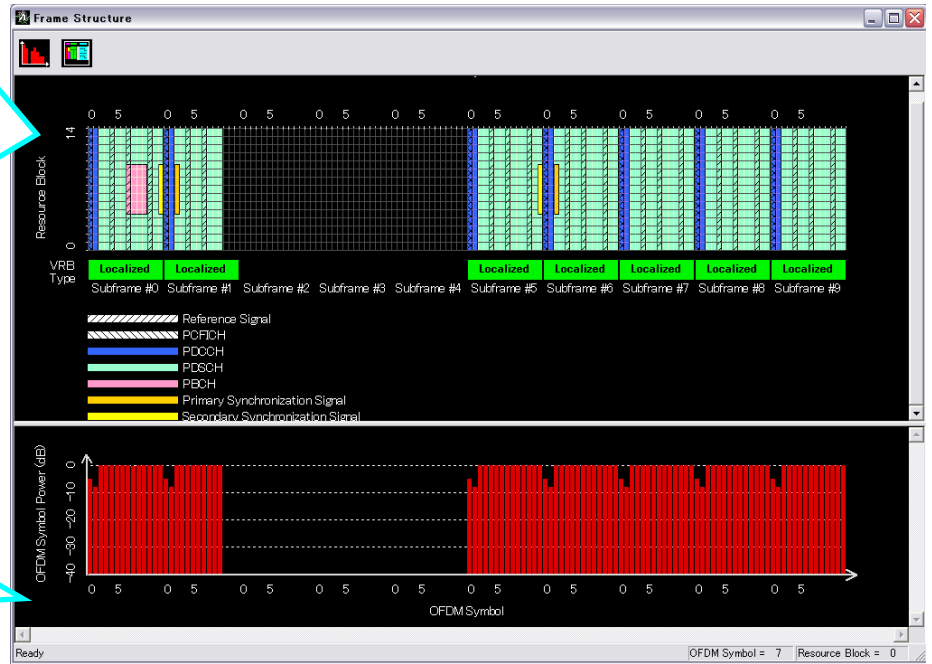 Frame Structure
0 5 0 5 0 5 0 5 0 5 0 5 0 5 0 5 0 5 0 5
14
Resource Block
0
VRB Type
Localized Localized Localized Localized Localized Localized Localized
Subframe #0 Subframe #1 Subframe #2 Subframe #3 Subframe #4 Subframe #5 Subframe #6 Subframe #7 Subframe #8 Subframe #9
Reference Signal
PCFICH
PDCCH
PDSCH
PBCH
Primary Synchronization Signal
Secondary Synchronization Signal
OFDM Symbol Power (dB)
0
-10
-20
-30
-40
0 5 0 5 0 5 0 5 0 5 0 5 0 5 0 5 0 5 0 5
OFDM Symbol
Ready OFDM Symbol = 7 Resource Block = 0